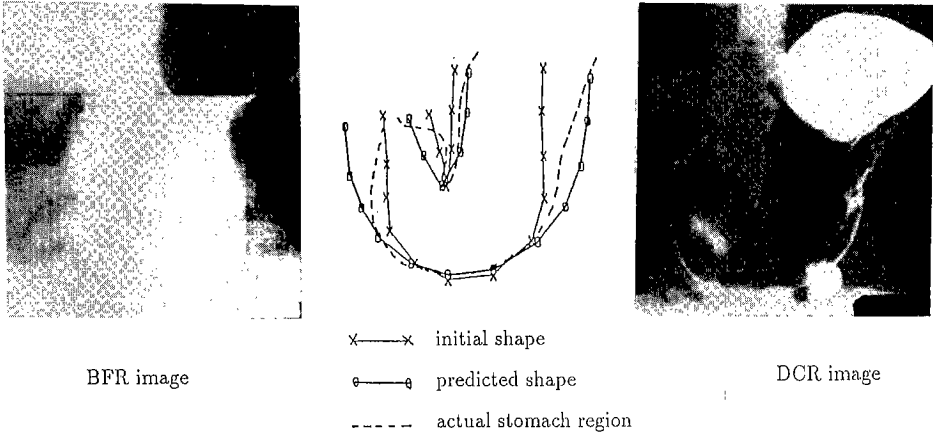 initial shape
BFR image
predicted shape
DCR image
actual stomach region